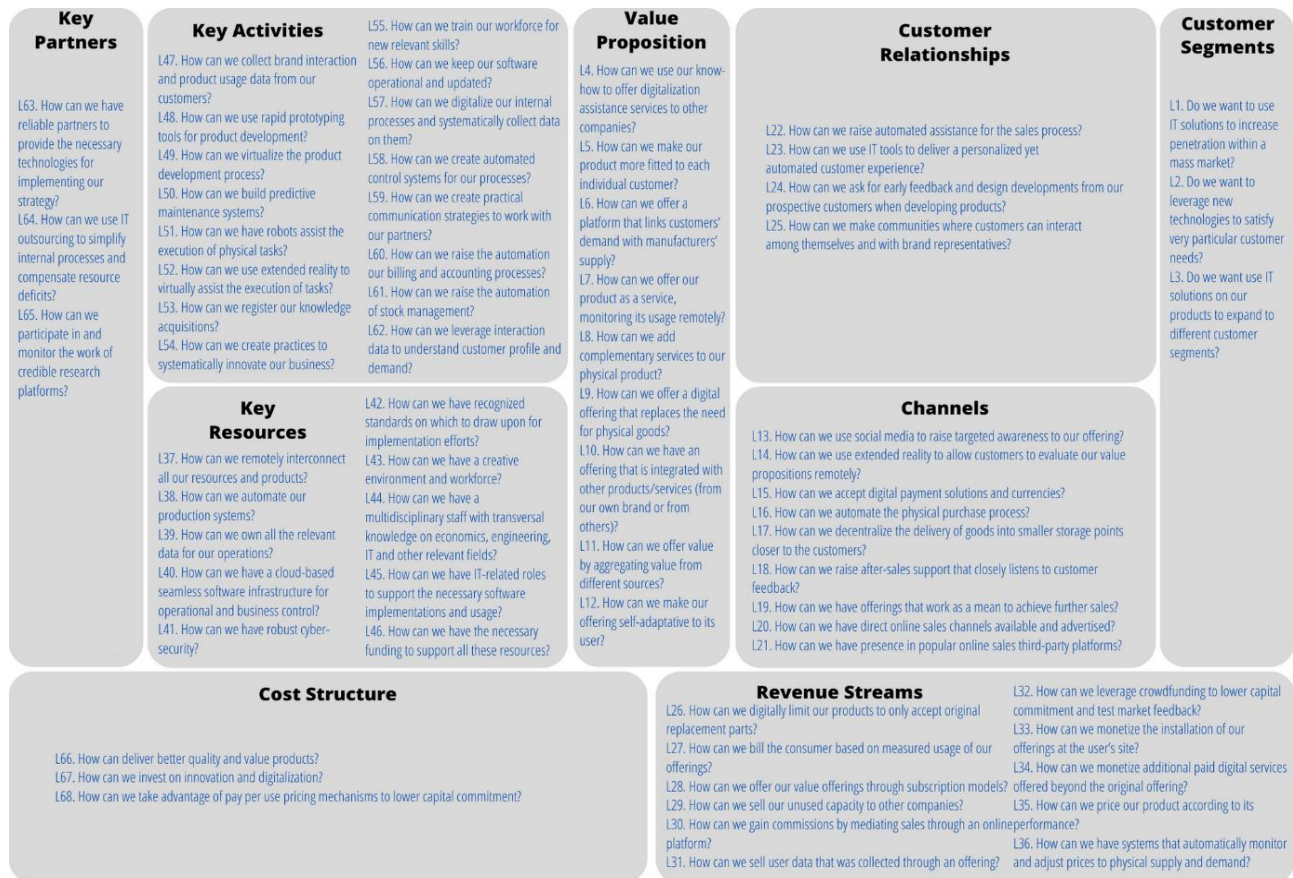 Key
Partners
L63. How can we have
reliable partners to
provide the necessary
technologies for
implementing our
strategy?
L64. How can we use IT
outsourcing to simplify
internal processes and
compensate resource
deficits?
L65. How can we
participate in and
monitor the work of
credible research
platforms?
Key Activities
L47. How can we collect brand interaction
and product usage data from our
customers?
L48. How can we use rapid prototyping
tools for product development?
L49. How can we virtualize the product
development process?
L50. How can we build predictive
maintenance systems?
L51. How can we have robots assist the
execution of physical tasks?
L52. How can we use extended reality to
virtually assist the execution of tasks?
L53. How can we register our knowledge
acquisitions?
L54. How can we create practices to
systematically innovate our business?
L55. How can we train our workforce for
new relevant skills?
L56. How can we keep our software
operational and updated?
L57. How can we digitalize our internal
processes and systematically collect data
on them?
L58. How can we create automated
control systems for our processes?
L59. How can we create practical
communication strategies to work with
our partners?
L60. How can we raise the automation
our billing and accounting processes?
L61. How can we raise the automation
of stock management?
L62. How can we leverage interaction
data to understand customer profile and
demand?
Key
Resources
L37. How can we remotely interconnect
all our resources and products?
L38. How can we automate our
production systems?
L39. How can we own all the relevant
data for our operations?
L40. How can we have a cloud-based
seamless software infrastructure for
operational and business control?
L41. How can we have robust cyber-
security?
L42. How can we have recognized
standards on which to draw upon for
implementation efforts?
L43. How can we have a creative
environment and workforce?
L44. How can we have a
multidisciplinary staff with transversal
knowledge on economics, engineering,
IT and other relevant fields?
L45. How can we have IT-related roles
to support the necessary software
implementations and usage?
L46. How can we have the necessary
funding to support all these resources?
Value
Proposition
L4. How can we use our know-
how to offer digitalization
assistance services to other
companies?
L5. How can we make our
product more fitted to each
individual customer?
L6. How can we offer a
platform that links customers'
demand with manufacturers'
supply?
L7. How can we offer our
product as a service,
monitoring its usage remotely?
L8. How can we add
complementary services to our
physical product?
L9. How can we offer a digital
offering that replaces the need
for physical goods?
L10. How can we have an
offering that is integrated with
other products/services (from
our own brand or from
others)?
L11. How can we offer value
by aggregating value from
different sources?
L12. How can we make our
offering self-adaptative to its
user?
Customer
Relationships
L22. How can we raise automated assistance for the sales process?
L23. How can we use IT tools to deliver a personalized yet
automated customer experience?
L24. How can we ask for early feedback and design developments from our
prospective customers when developing products?
L25. How can we make communities where customers can interact
among themselves and with brand representatives?
Channels
L13. How can we use social media to raise targeted awareness to our offering?
L14. How can we use extended reality to allow customers to evaluate our value
propositions remotely?
L15. How can we accept digital payment solutions and currencies?
L16. How can we automate the physical purchase process?
L17. How can we decentralize the delivery of goods into smaller storage points
closer to the customers?
L18. How can we raise after-sales support that closely listens to customer
feedback?
L19. How can we have offerings that work as a mean to achieve further sales?
L20. How can we have direct online sales channels available and advertised?
L21. How can we have presence in popular online sales third-party platforms?
Customer
Segments
L1. Do we want to use
IT solutions to increase
penetration within a
mass market?
L2. Do we want to
leverage new
technologies to satisfy
very particular customer
needs?
L3. Do we want use IT
solutions on our
products to expand to
different customer
segments?
Cost Structure
L66. How can deliver better quality and value products?
L67. How can we invest on innovation and digitalization?
L68. How can we take advantage of pay per use pricing mechanisms to lower capital commitment?
Revenue Streams
L26. How can we digitally limit our products to only accept original
replacement parts?
L27. How can we bill the consumer based on measured usage of our
offerings?
L28. How can we offer our value offerings through subscription models?
L29. How can we sell our unused capacity to other companies?
L30. How can we gain commissions by mediating sales through an online
platform?
L31. How can we sell user data that was collected through an offering?
L32. How can we leverage crowdfunding to lower capital
commitment and test market feedback?
L33. How can we monetize the installation of our
offerings at the user's site?
L34. How can we monetize additional paid digital services
offered beyond the original offering?
L35. How can we price our product according to its
performance?
L36. How can we have systems that automatically monitor
and adjust prices to physical supply and demand?